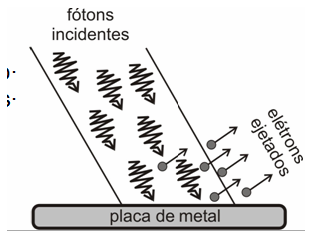 fótons
incidentes
o-
s-
elétrons
ejetados
placa de metal